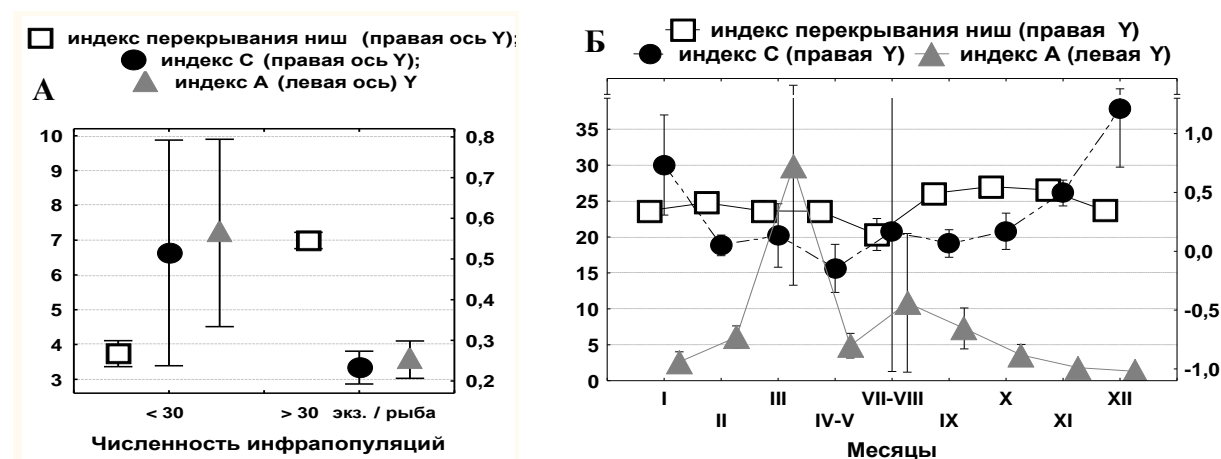 индекс перекрывания ниш (правая ось Y);
индекс С (правая ось Y);
индекс А (левая ось) Y
А
10
9
8
7
6
5
4
3
0,8
0,7
0,6
0,5
0,4
0,3
0,2
< 30
> 30 экз. / рыба
Численность инфрапопуляций
Б
индекс перекрывания ниш (правая Y)
индекс С (правая Y)
индекс А (левая Y)
35
30
25
20
15
10
5
0
1,0
0,5
0,0
-0,5
-1,0
I
III
VII-VIII
X
XII
II
IV-V
IX
XI
Месяцы